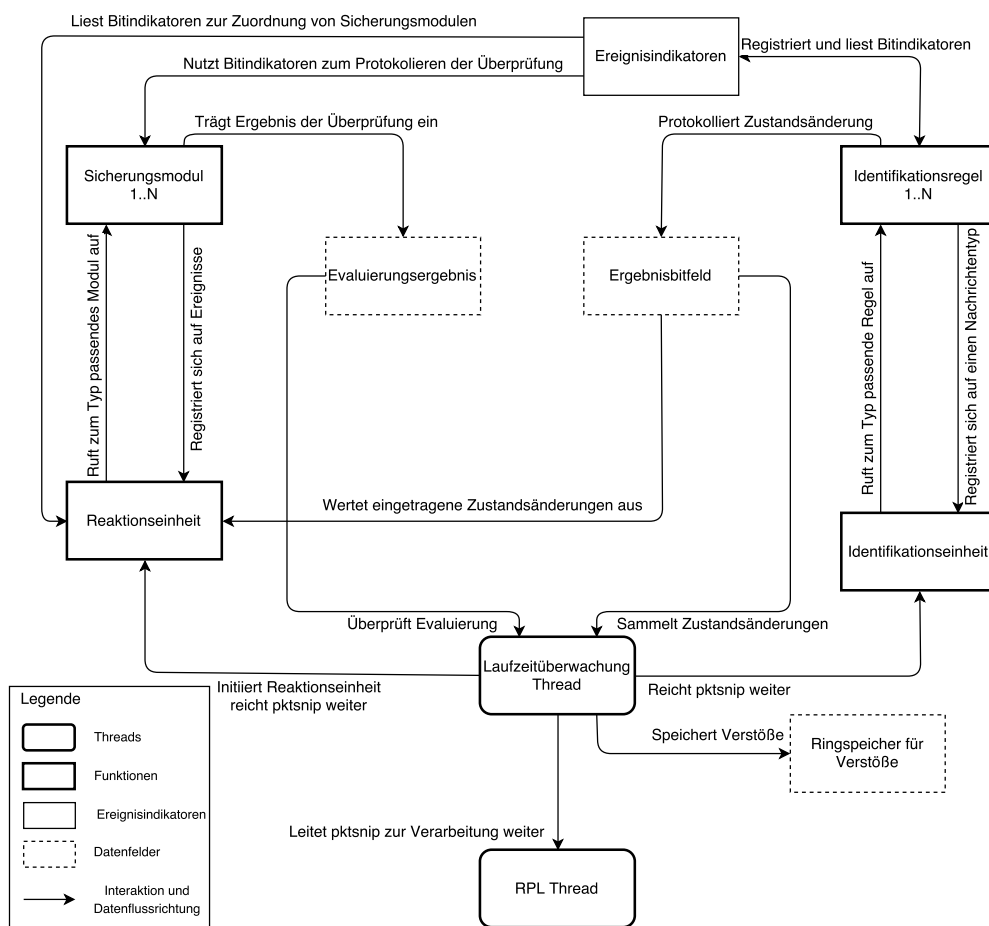 Liest Bitindikatoren zur Zuordnung von Sicherungsmodulen
Ereignisindikatoren
Registriert und liest Bitindikatoren
Nutzt Bitindikatoren zum Protokolieren der Überprüfung
Trägt Ergebnis der Überprüfung ein
Protokolliert Zustandsänderung
Sicherungsmodul
1..N
Identifikationsregel
1..N
Evaluierungsergebnis
Ergebnisbitfeld
Ruft zum Typ passendes Modul auf
Registriert sich auf Ereignisse
Ruft zum Typ passende Regel auf
Registriert sich auf einen Nachrichtentyp
Wertet eingetragene Zustandsänderungen aus
Reaktionseinheit
Identifikationseinheit
Überprüft Evaluierung
Sammelt Zustandsänderungen
Laufzeitüberwachung
Thread
Initiiert Reaktionseinheit
reicht pktsnip weiter
Reicht pktsnip weiter
Speichert Verstöße
Ringspeicher für
Verstöße
Leitet pktsnip zur Verarbeitung weiter
RPL Thread
Legende
Threads
Funktionen
Ereignisindikatoren
Datenfelder
Interaktion und
Datenflussrichtung